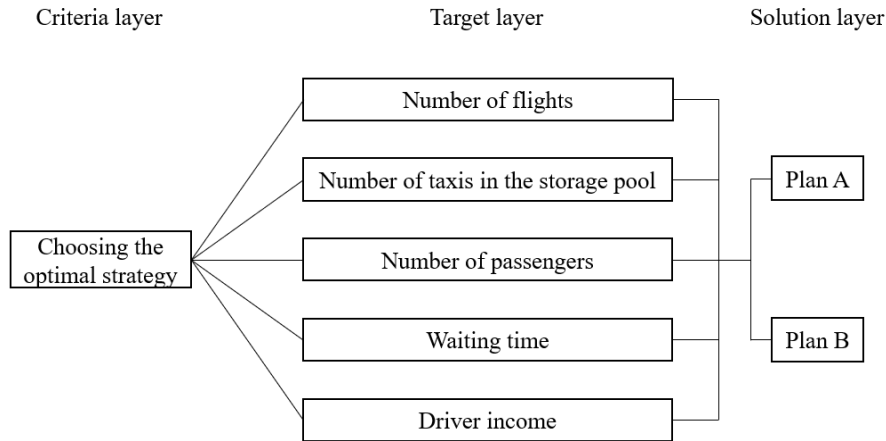 Criteria layer
Target layer
Solution layer
Number of flights
Number of taxis in the storage pool
Plan A
Choosing the
optimal strategy
Number of passengers
Waiting time
Plan B
Driver income